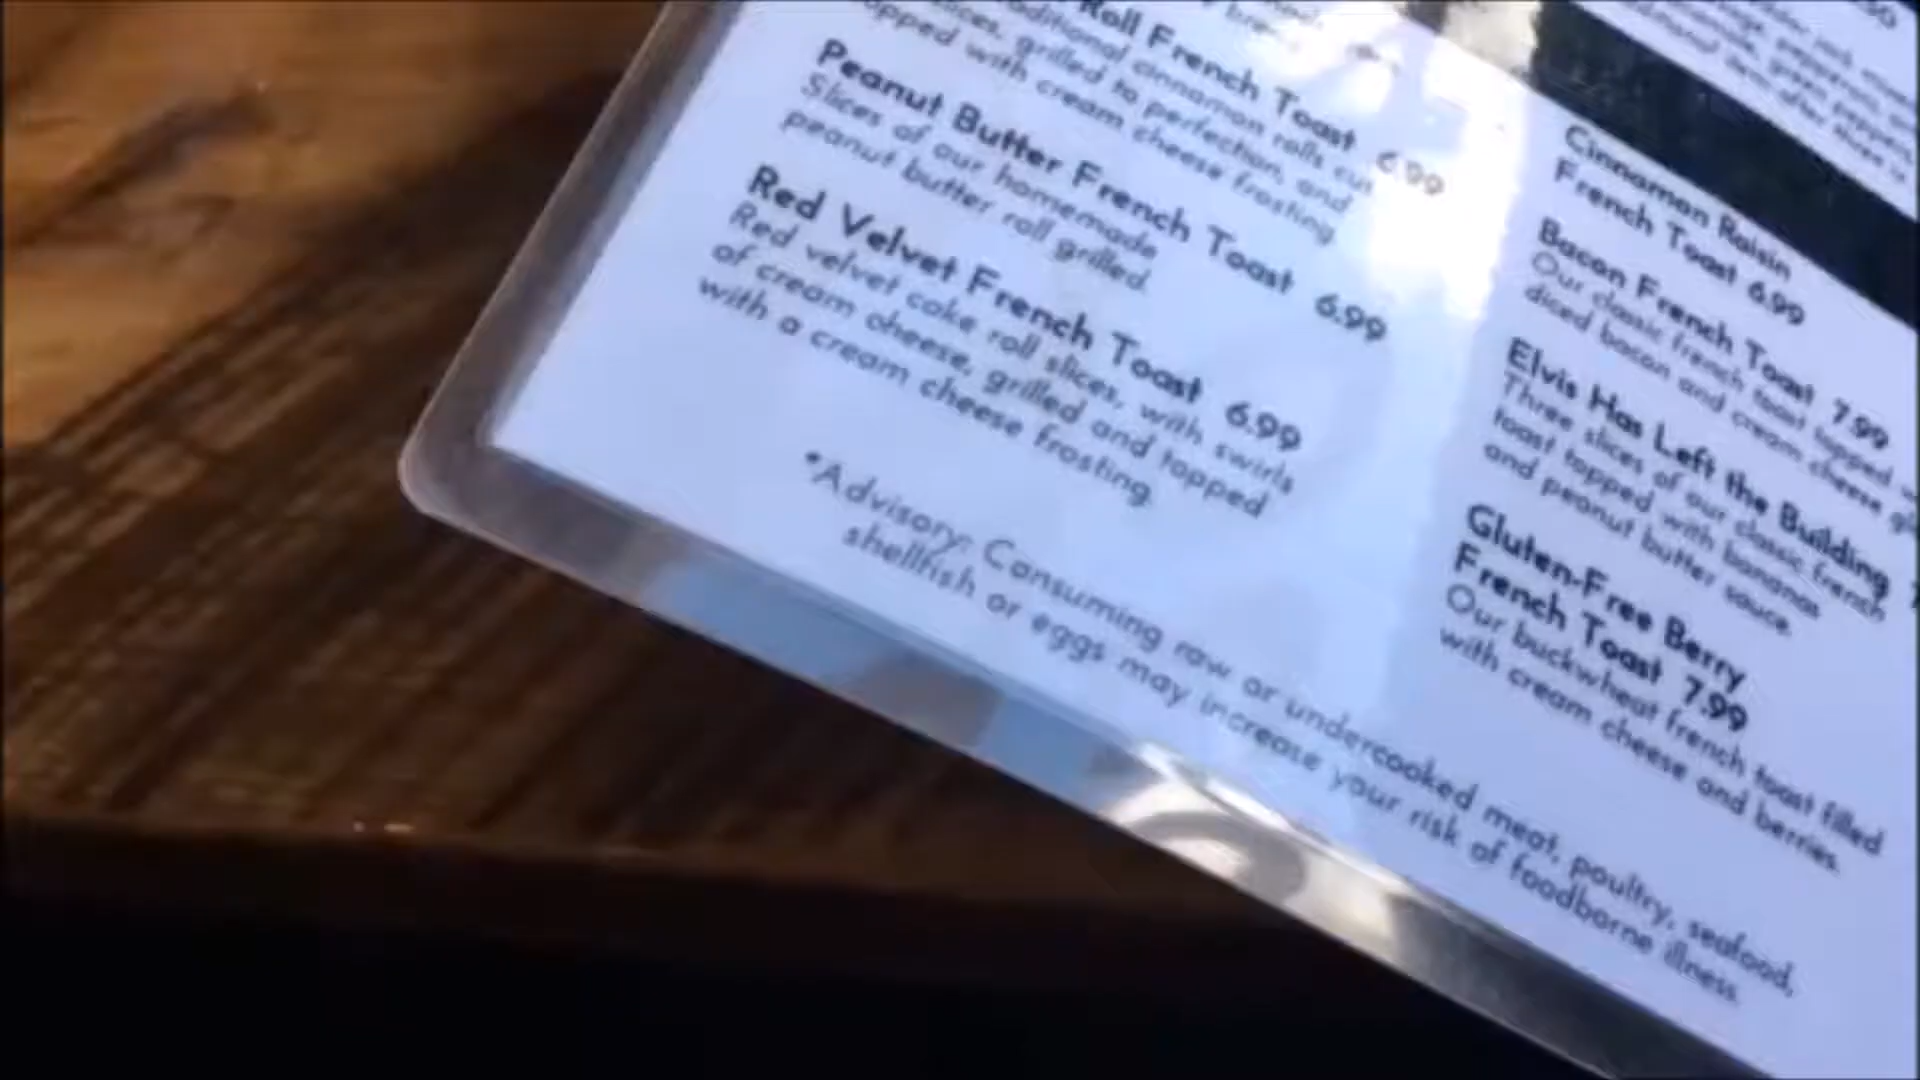 Roll French Toast 6.99
traditional cinnamon rolls cut
slices, grilled to perfection, and
topped with cream cheese frosting
Peanut Butter French Toast 6.99
Slices of our homemade
peanut butter roll grilled.
Red Velvet French Toast 6.99
Red velvet cake roll slices, with swirls
of cream cheese, grilled and topped
with a cream cheese frosting.
Cinnamon Raisin
French Toast 6.99
Bacon French Toast 7.99
Our classic french toast topped
diced bacon and cream cheese
Elvis Has Left the Building
Three slices of our classic french
toast topped with bananas
and peanut butter sauce.
Gluten-Free Berry
French Toast 7.99
Our buckwheat french toast filled
with cream cheese and berries.
*Advisory: Consuming raw or undercooked meat, poultry, seafood,
shellfish or eggs may increase your risk of foodborne illness.